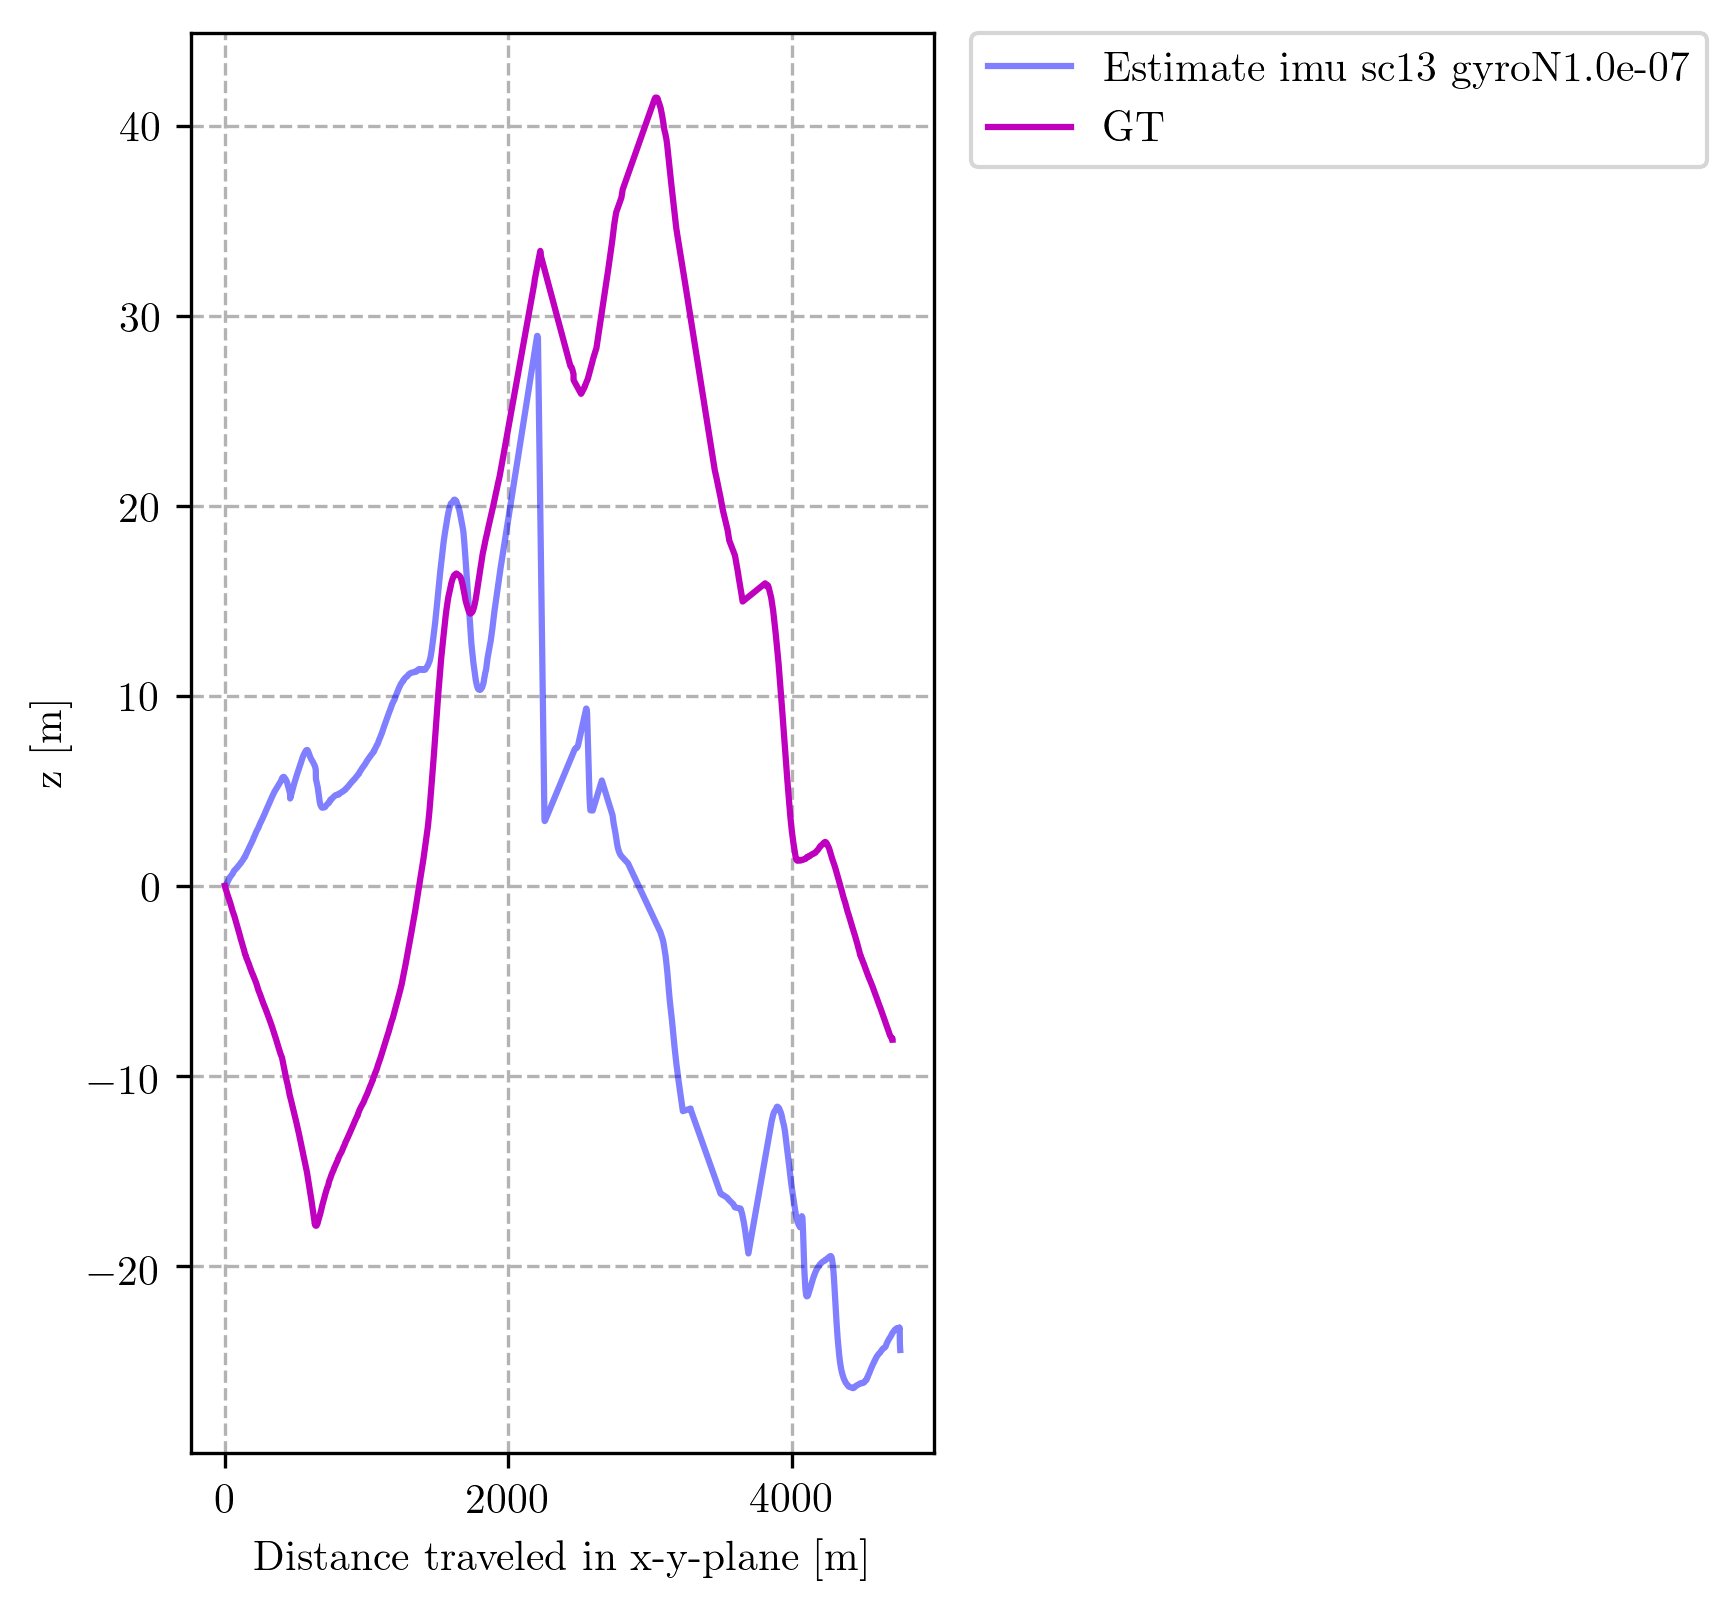 Estimate imu sc13 gyroN1.0e-07
GT
40
30
20
10
0
−10
−20
z [m]
0 2000 4000
Distance traveled in x-y-plane [m]